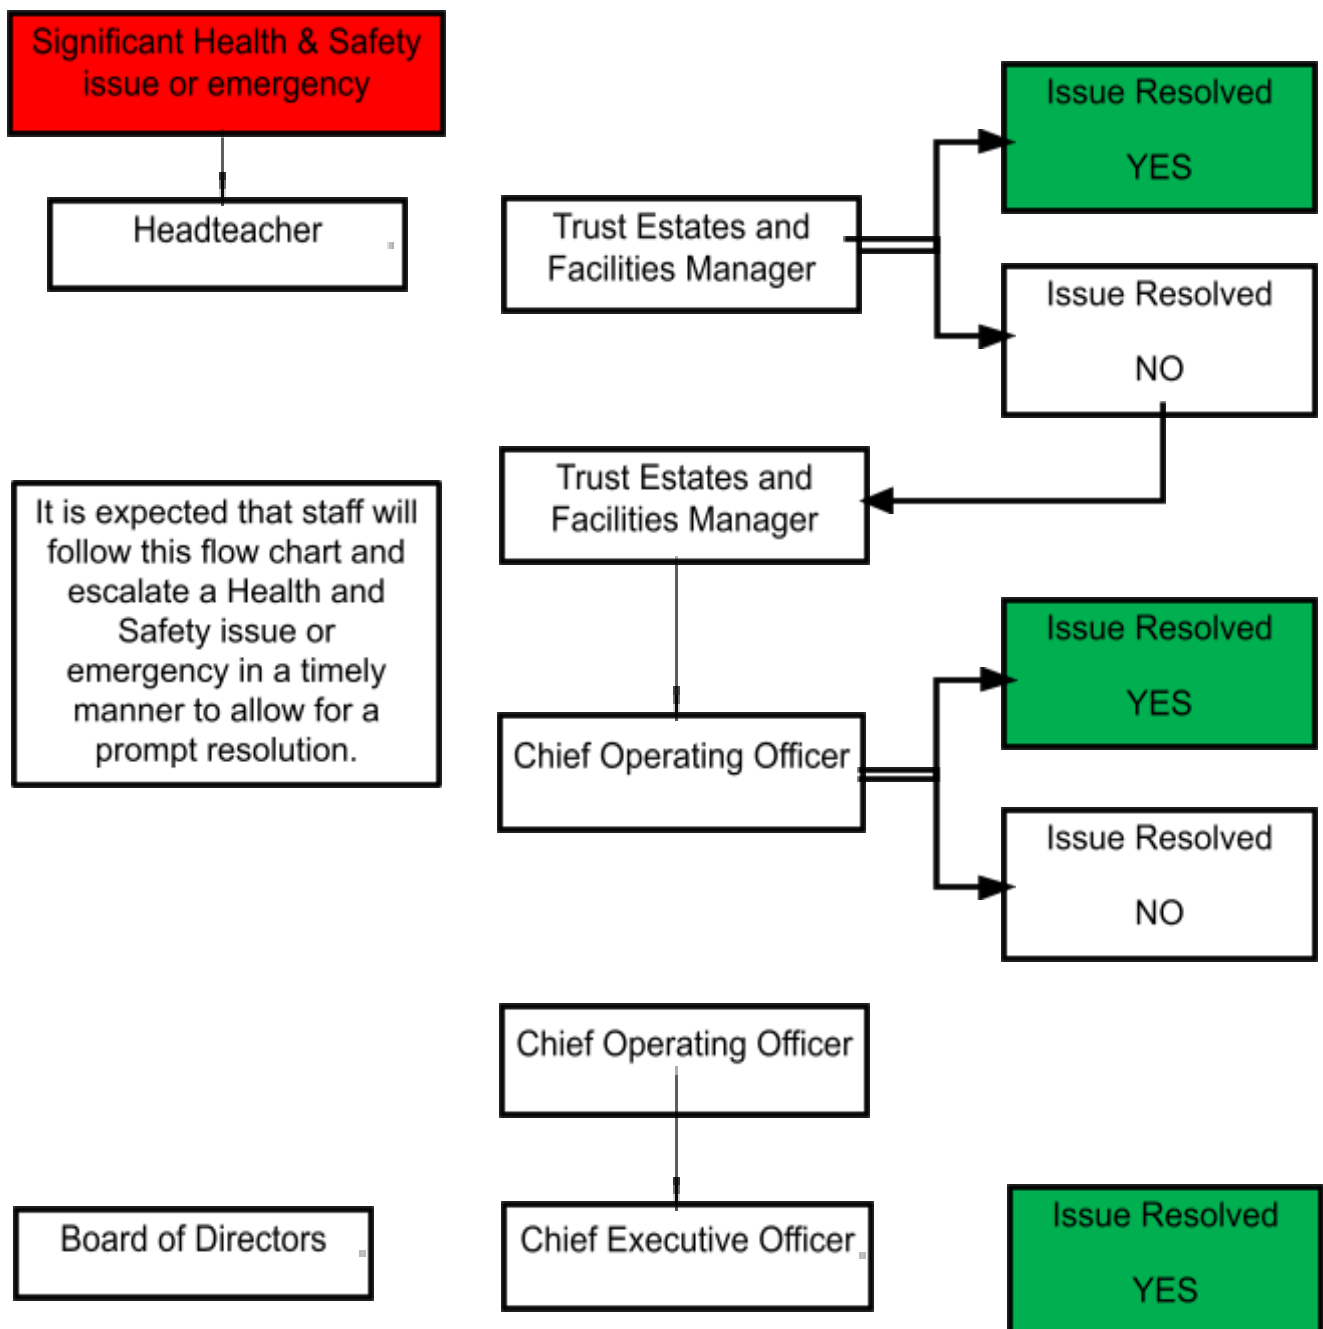 Significant Health & Safety
issue or emergency
Headteacher
Trust Estates and
Facilities Manager
Issue Resolved
YES
Issue Resolved
NO
Trust Estates and
Facilities Manager
It is expected that staff will
follow this flow chart and
escalate a Health and
Safety issue or
emergency in a timely
manner to allow for a
prompt resolution.
Chief Operating Officer
Issue Resolved
YES
Issue Resolved
NO
Chief Operating Officer
Board of Directors
Chief Executive Officer
Issue Resolved
YES